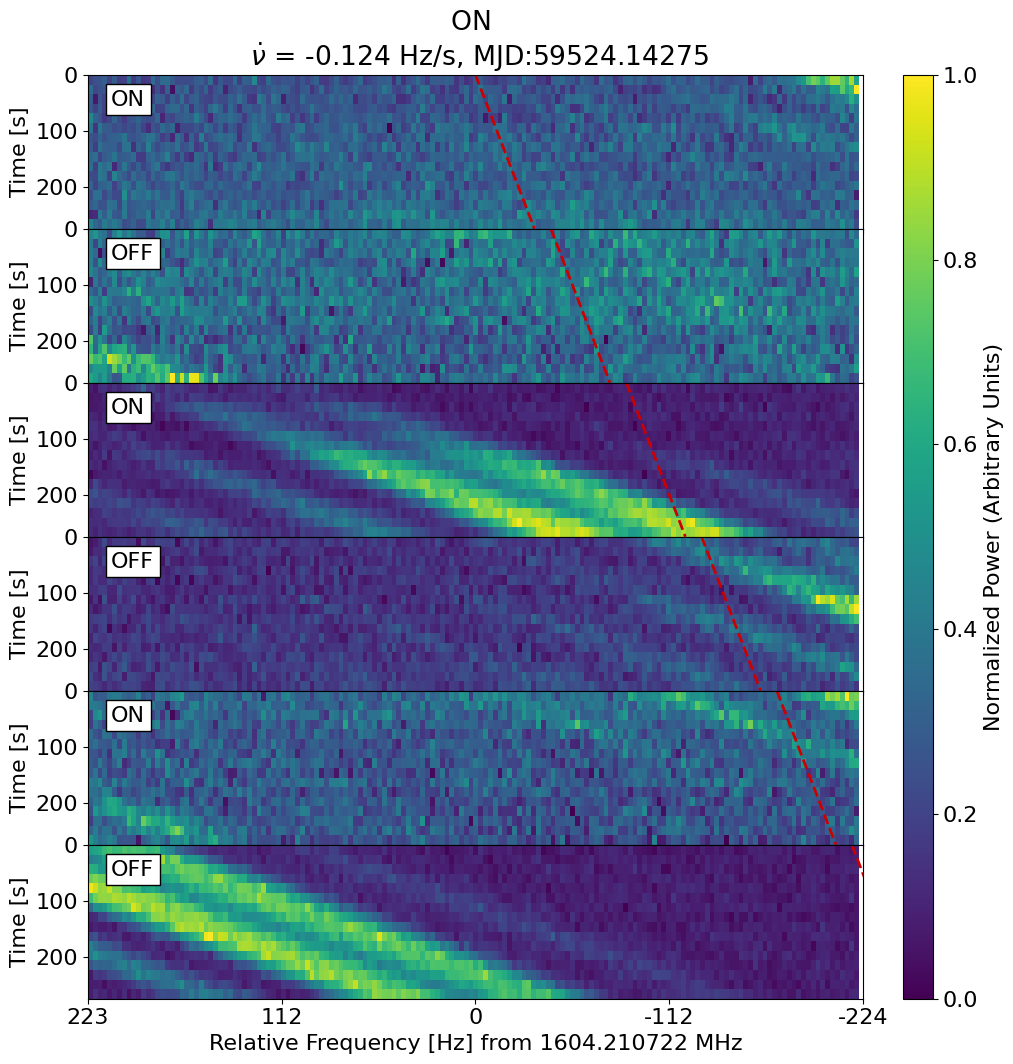 ON
ν̇ = -0.124 Hz/s, MJD:59524.14275
ON
OFF
ON
OFF
ON
OFF
Time [s]
0
100
200
Time [s]
0
100
200
Time [s]
0
100
200
Time [s]
0
100
200
Time [s]
0
100
200
Time [s]
0
100
200
223
112
0
-112
-224
Relative Frequency [Hz] from 1604.210722 MHz
1.0
0.8
0.6
0.4
0.2
0.0
Normalized Power (Arbitrary Units)